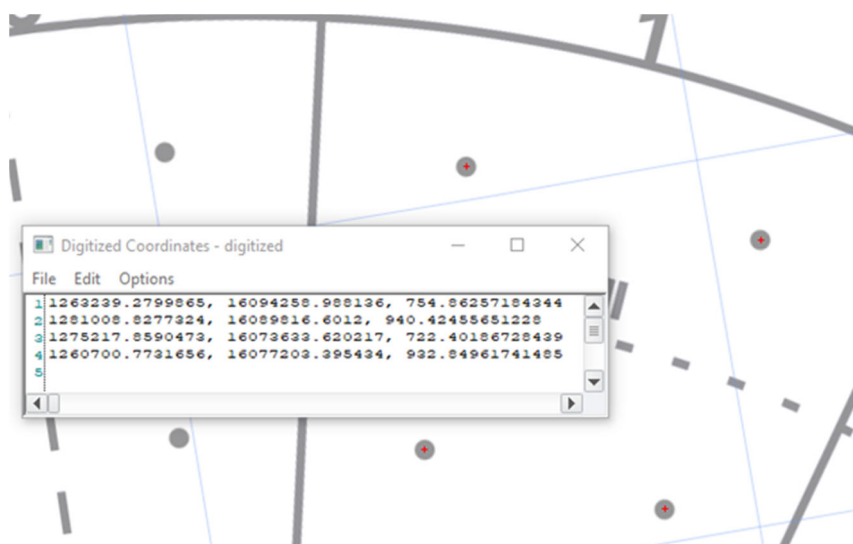 1
Digitized Coordinates - digitized
File Edit Options
1 1263239.2799865, 16094258.988136, 754.86257184344
2 1281008.8277324, 16089816.6012, 940.42455651228
3 1275217.8590473, 16073633.620217, 722.40186728439
4 1260700.7731656, 16077203.395434, 932.84961741485
5